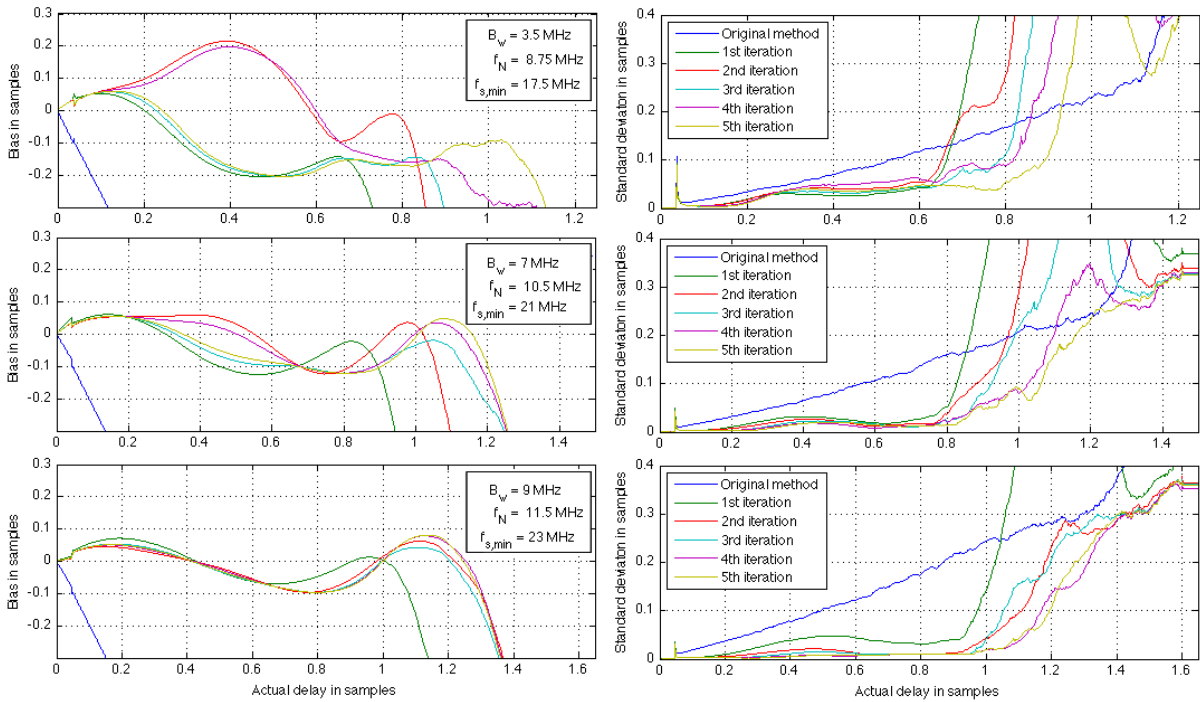 0.3
0.2
0.1
0
-0.1
-0.2
Bias in samples
B_w = 3.5 MHz
f_N = 8.75 MHz
f_s,min = 17.5 MHz
0 0.2 0.4 0.6 0.8 1 1.2
0.4
0.3
0.2
0.1
0
Standard deviaton in samples
Original method
1st iteration
2nd iteration
3rd iteration
4th iteration
5th iteration
0 0.2 0.4 0.6 0.8 1 1.2
0.3
0.2
0.1
0
-0.1
-0.2
Bias in samples
B_w = 7 MHz
f_N = 10.5 MHz
f_s,min = 21 MHz
0 0.2 0.4 0.6 0.8 1 1.2 1.4
0.4
0.3
0.2
0.1
0
Standard deviation in samples
Original method
1st iteration
2nd iteration
3rd iteration
4th iteration
5th iteration
0 0.2 0.4 0.6 0.8 1 1.2 1.4
0.3
0.2
0.1
0
-0.1
-0.2
Bias in samples
B_w = 9 MHz
f_N = 11.5 MHz
f_s,min = 23 MHz
0 0.2 0.4 0.6 0.8 1 1.2 1.4 1.6
Actual delay in samples
0.4
0.3
0.2
0.1
0
Standard deviation in samples
Original method
1st iteration
2nd iteration
3rd iteration
4th iteration
5th iteration
0 0.2 0.4 0.6 0.8 1 1.2 1.4 1.6
Actual delay in samples